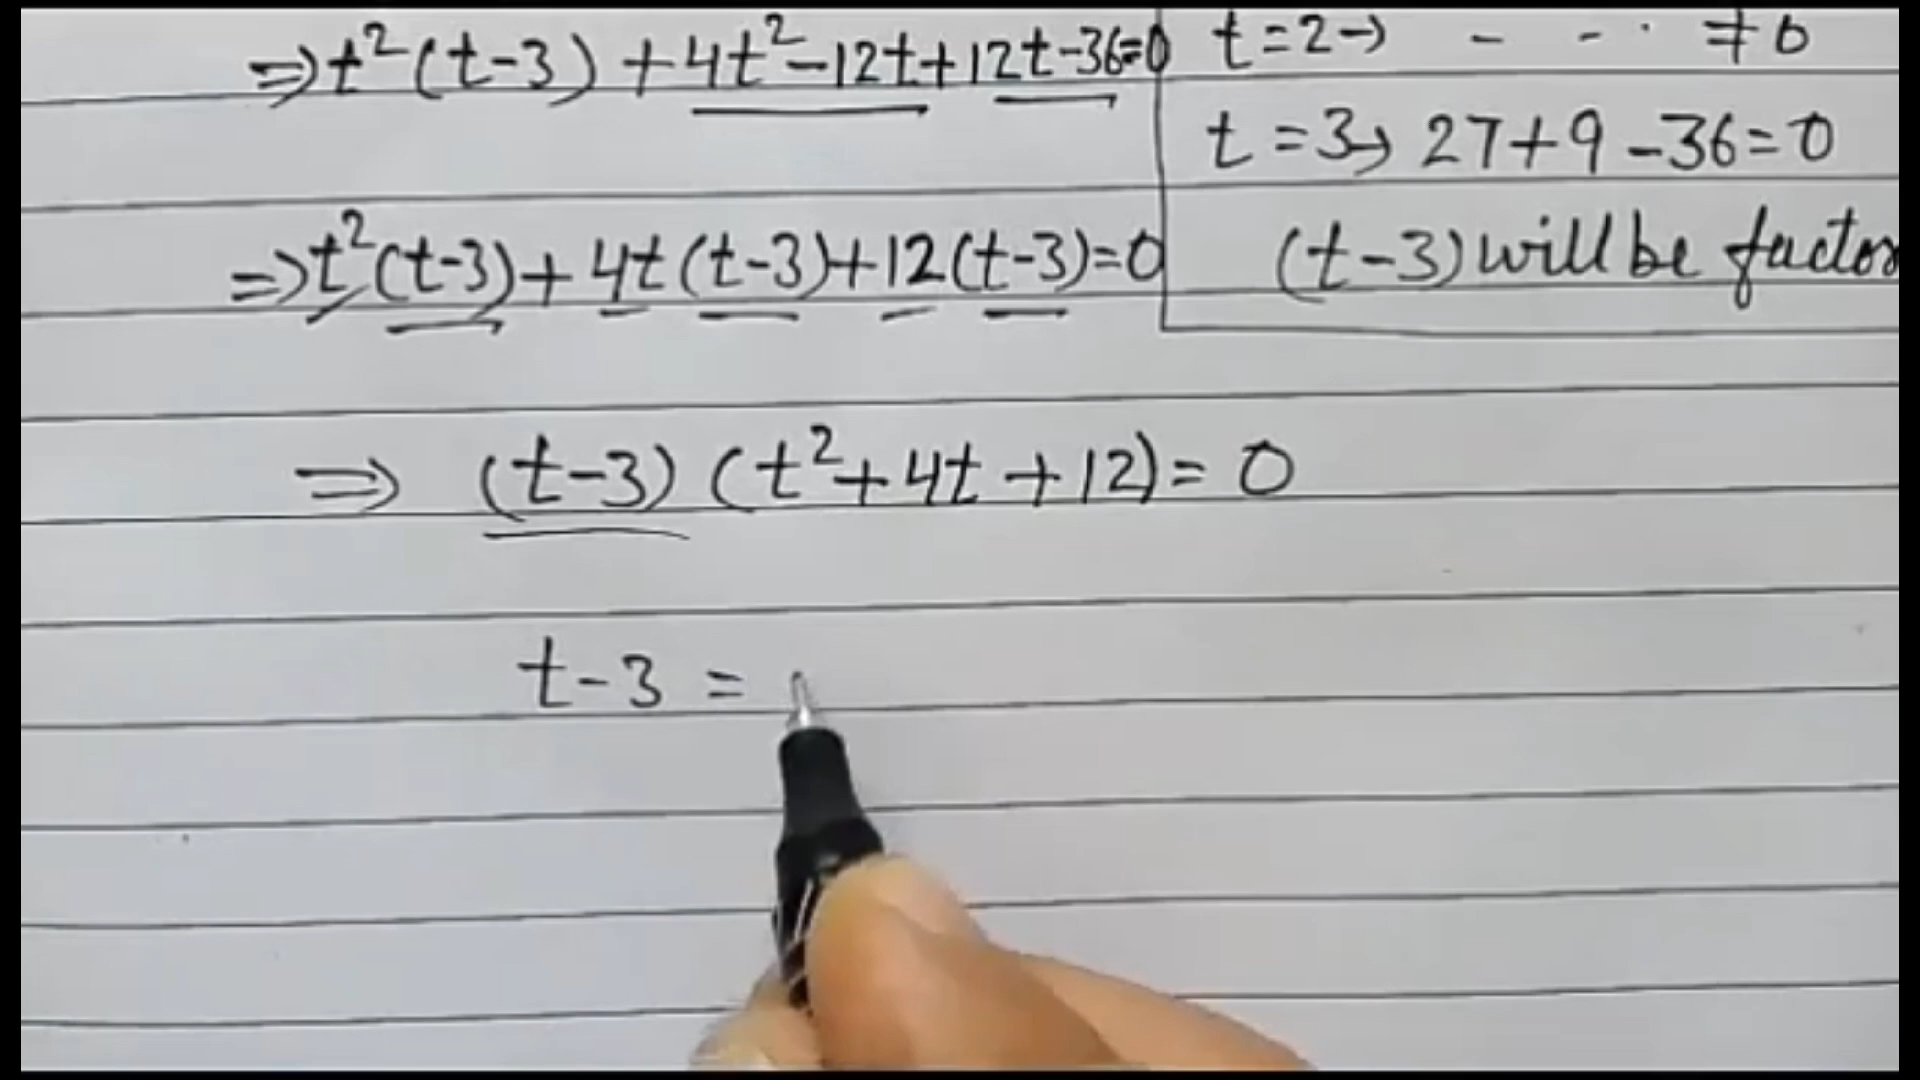 ⇒ t²(t-3) + 4t² - 12t + 12t - 36 = 0
⇒ t²(t-3) + 4t(t-3) + 12(t-3) = 0
⇒ (t-3) (t² + 4t + 12) = 0
t - 3 =
t = 2 → - - · ≠ 0
t = 3 → 27 + 9 - 36 = 0
(t-3) will be factor